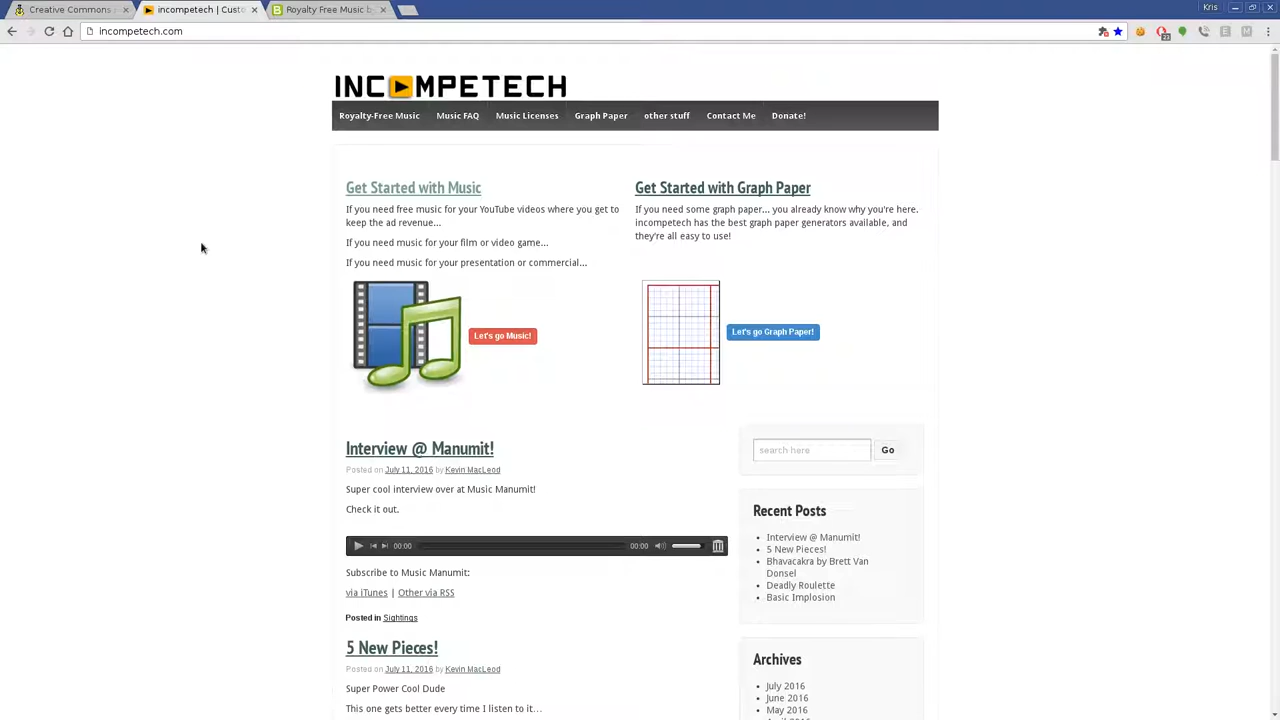 Creative Commons
incompetech | Custo
Royalty Free Music b
Kris
incompetech.com
23
INCOMPETECH
Royalty-Free Music Music FAQ Music Licenses Graph Paper other stuff Contact Me Donate!
Get Started with Music
If you need free music for your YouTube videos where you get to
keep the ad revenue...
If you need music for your film or video game...
If you need music for your presentation or commercial...
Let's go Music!
Get Started with Graph Paper
If you need some graph paper... you already know why you're here.
incompetech has the best graph paper generators available, and
they're all easy to use!
Let's go Graph Paper!
Interview @ Manumit!
Posted on July 11, 2016 by Kevin MacLeod
Super cool interview over at Music Manumit!
Check it out.
00:00 00:00
Subscribe to Music Manumit:
via iTunes | Other via RSS
Posted in Sightings
5 New Pieces!
Posted on July 11, 2016 by Kevin MacLeod
Super Power Cool Dude
This one gets better every time I listen to it…
search here Go
Recent Posts
Interview @ Manumit!
5 New Pieces!
Bhavacakra by Brett Van
Donsel
Deadly Roulette
Basic Implosion
Archives
July 2016
June 2016
May 2016